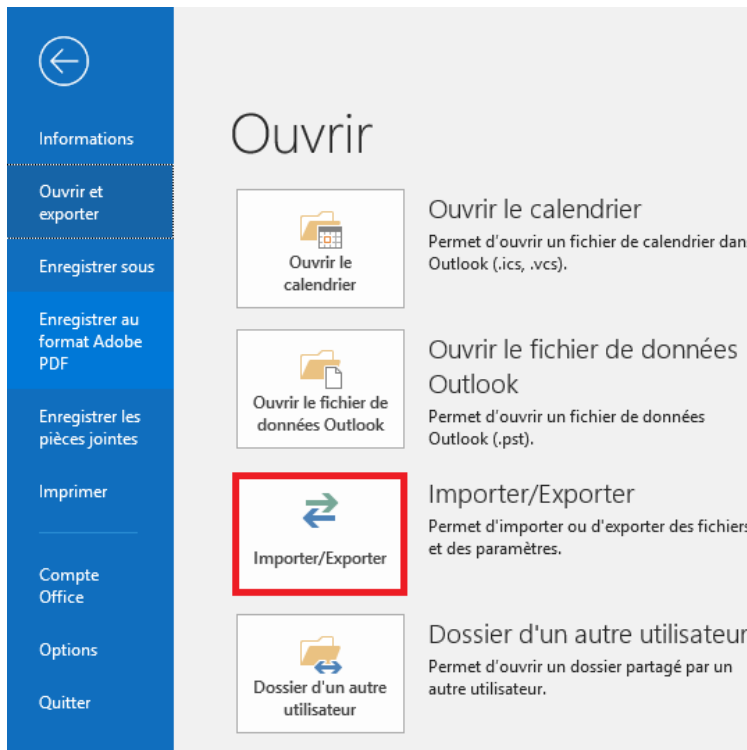 Informations
Ouvrir et
exporter
Enregistrer sous
Enregistrer au
format Adobe
PDF
Enregistrer les
pièces jointes
Imprimer
Compte
Office
Options
Quitter
Ouvrir
Ouvrir le
calendrier
Ouvrir le calendrier
Permet d'ouvrir un fichier de calendrier dan
Outlook (.ics, .vcs).
Ouvrir le fichier de
données Outlook
Ouvrir le fichier de données
Outlook
Permet d'ouvrir un fichier de données
Outlook (.pst).
Importer/Exporter
Importer/Exporter
Permet d'importer ou d'exporter des fichiers
et des paramètres.
Dossier d'un autre
utilisateur
Dossier d'un autre utilisateur
Permet d'ouvrir un dossier partagé par un
autre utilisateur.